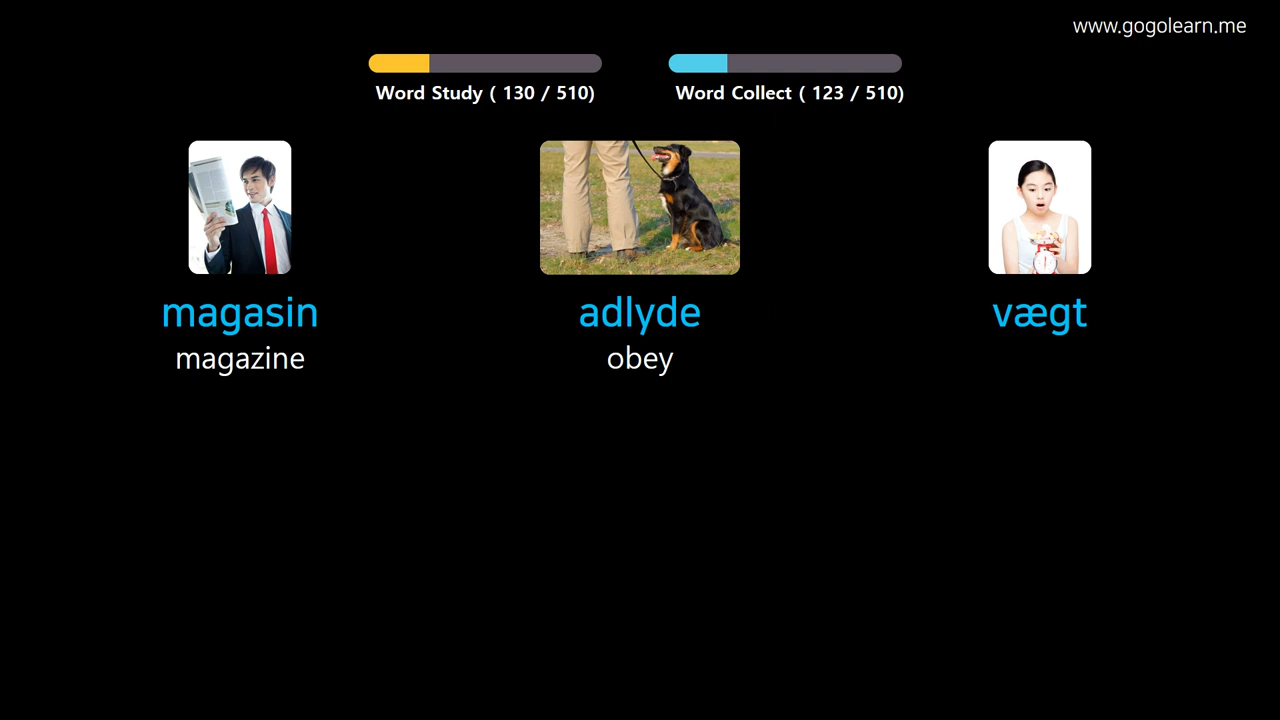 www.gogolearn.me
Word Study ( 130 / 510)
Word Collect ( 123 / 510)
magasin
magazine
adlyde
obey
vægt